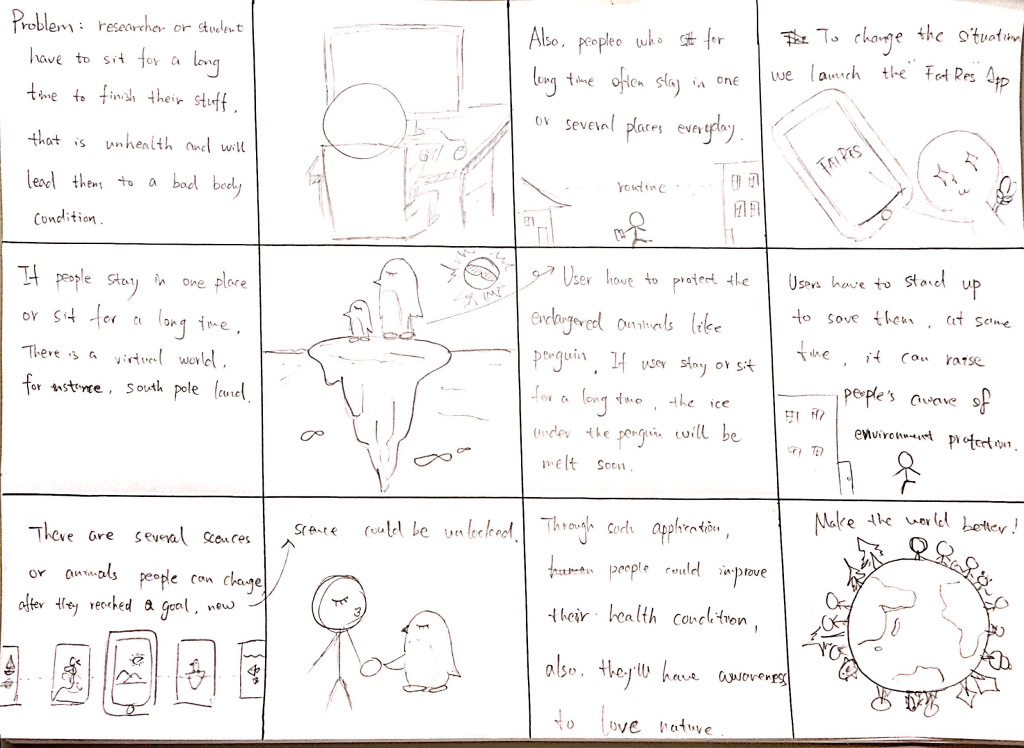 Problem: researcher or student
have to sit for a long
time to finish their stuff,
that is unhealth and will
lead them to a bad body
condition.
Also, peopleo who sit for
long time often stay in one
or several places everyday.
routine
To change the situation
we launch the "FatRes" App
FATRES
If people stay in one place
or sit for a long time,
There is a virtual world,
for instance, south pole land.
User have to protect the
endangered animals like
penguin. If user stay or sit
for a long time, the ice
under the penguin will be
melt soon.
Users have to stand up
to save them, at same
time, it can raise
people's aware of
environment protection.
There are several scences
or animals people can change
after they reached a goal, new
scence could be unlocked.
Through such application,
human people could improve
their health condition,
also, they'll have awareness
to love nature.
Make the world better!